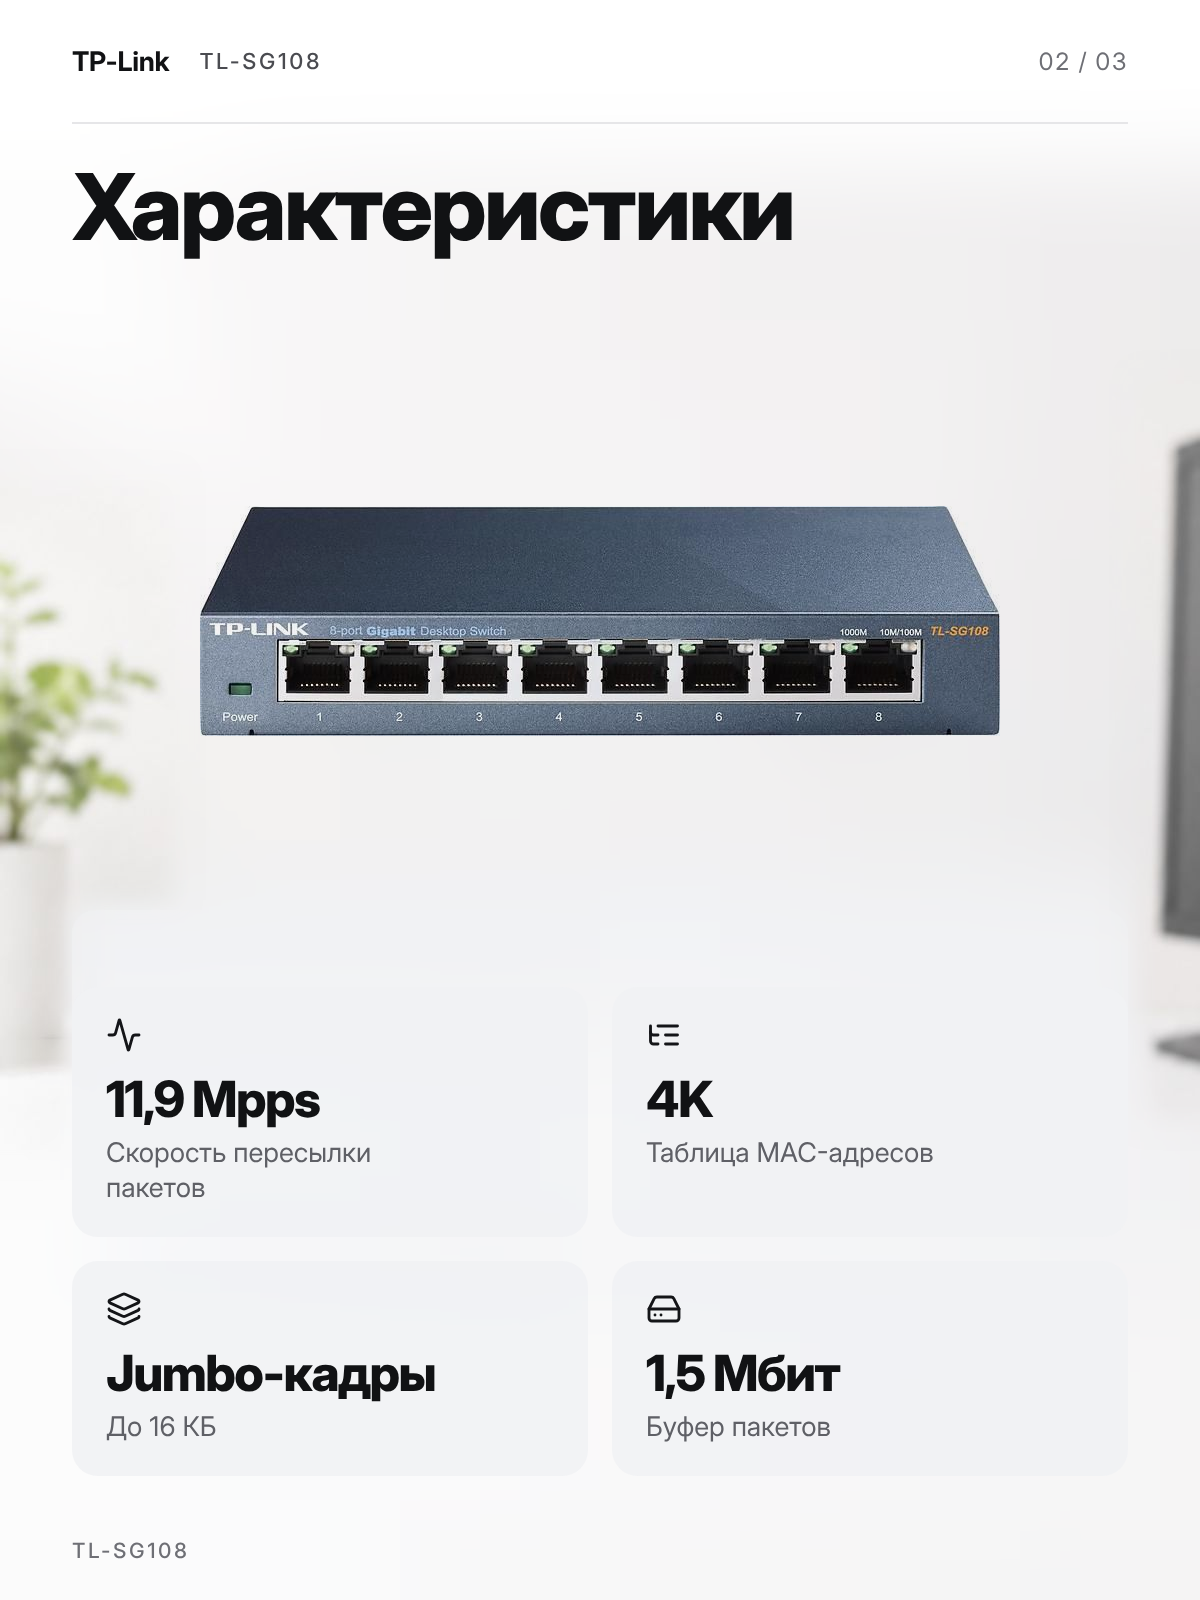 TP-Link TL-SG108 02 / 03
Характеристики
TP-LINK 8-port Gigabit Desktop Switch 1000M 10M/100M TL-SG108
Power 1 2 3 4 5 6 7 8
11,9 Mpps
Скорость пересылки
пакетов
4K
Таблица MAC-адресов
Jumbo-кадры
До 16 КБ
1,5 Мбит
Буфер пакетов
TL-SG108